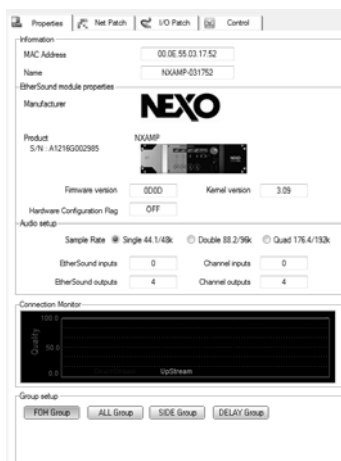 Properties Net Patch I/O Patch Control
Information
MAC Address 00.0E.55.03.17.52
Name NXAMP-031752
EtherSound module properties
Manufacturer NEXO
Product NXAMP
S/N : A1216G002985
Firmware version 0D0D Kernel version 3.09
Hardware Configuration Flag OFF
Audio setup
Sample Rate Single 44.1/48k Double 88.2/96k Quad 176.4/192k
EtherSound inputs 0 Channel inputs 0
EtherSound outputs 4 Channel outputs 4
Connection Monitor
100.0
Quality
50.0
0.0
DownStream UpStream
Group setup
FOH Group ALL Group SIDE Group DELAY Group